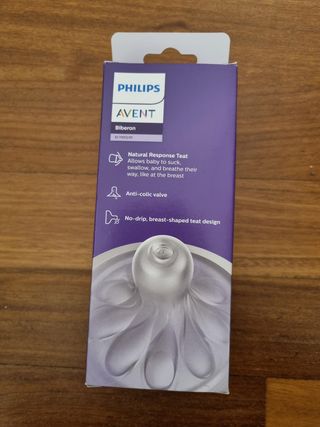 PHILIPS
AVENT
Biberon
Natural Response Teat
Allows baby to suck,
swallow, and breathe their
way, like at the breast
Anti-colic valve
No-drip, breast-shaped teat design